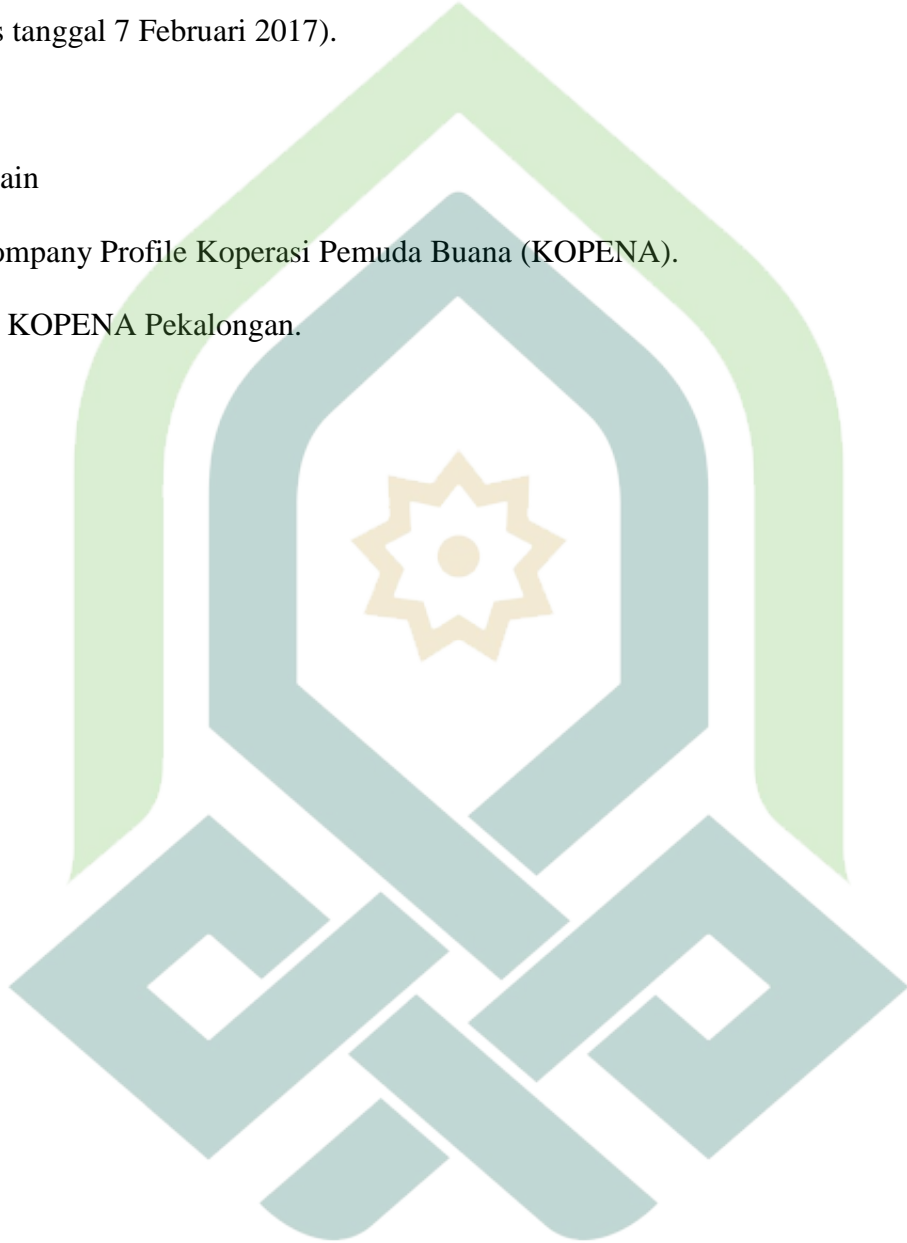 s tanggal 7 Februari 2017).
ain
ompany Profile Koperasi Pemuda Buana (KOPENA).
KOPENA Pekalongan.